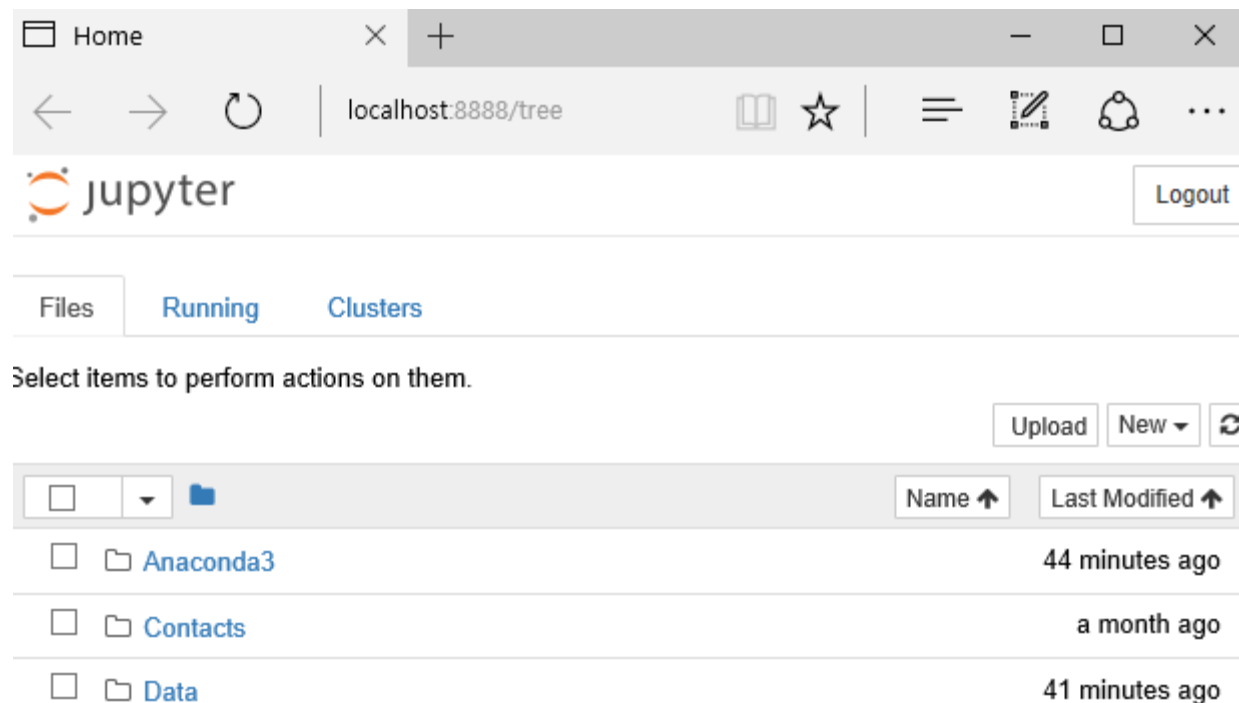 Home
localhost:8888/tree
jupyter
Logout
Files Running Clusters
Select items to perform actions on them.
Upload New
Name Last Modified
Anaconda3 44 minutes ago
Contacts a month ago
Data 41 minutes ago